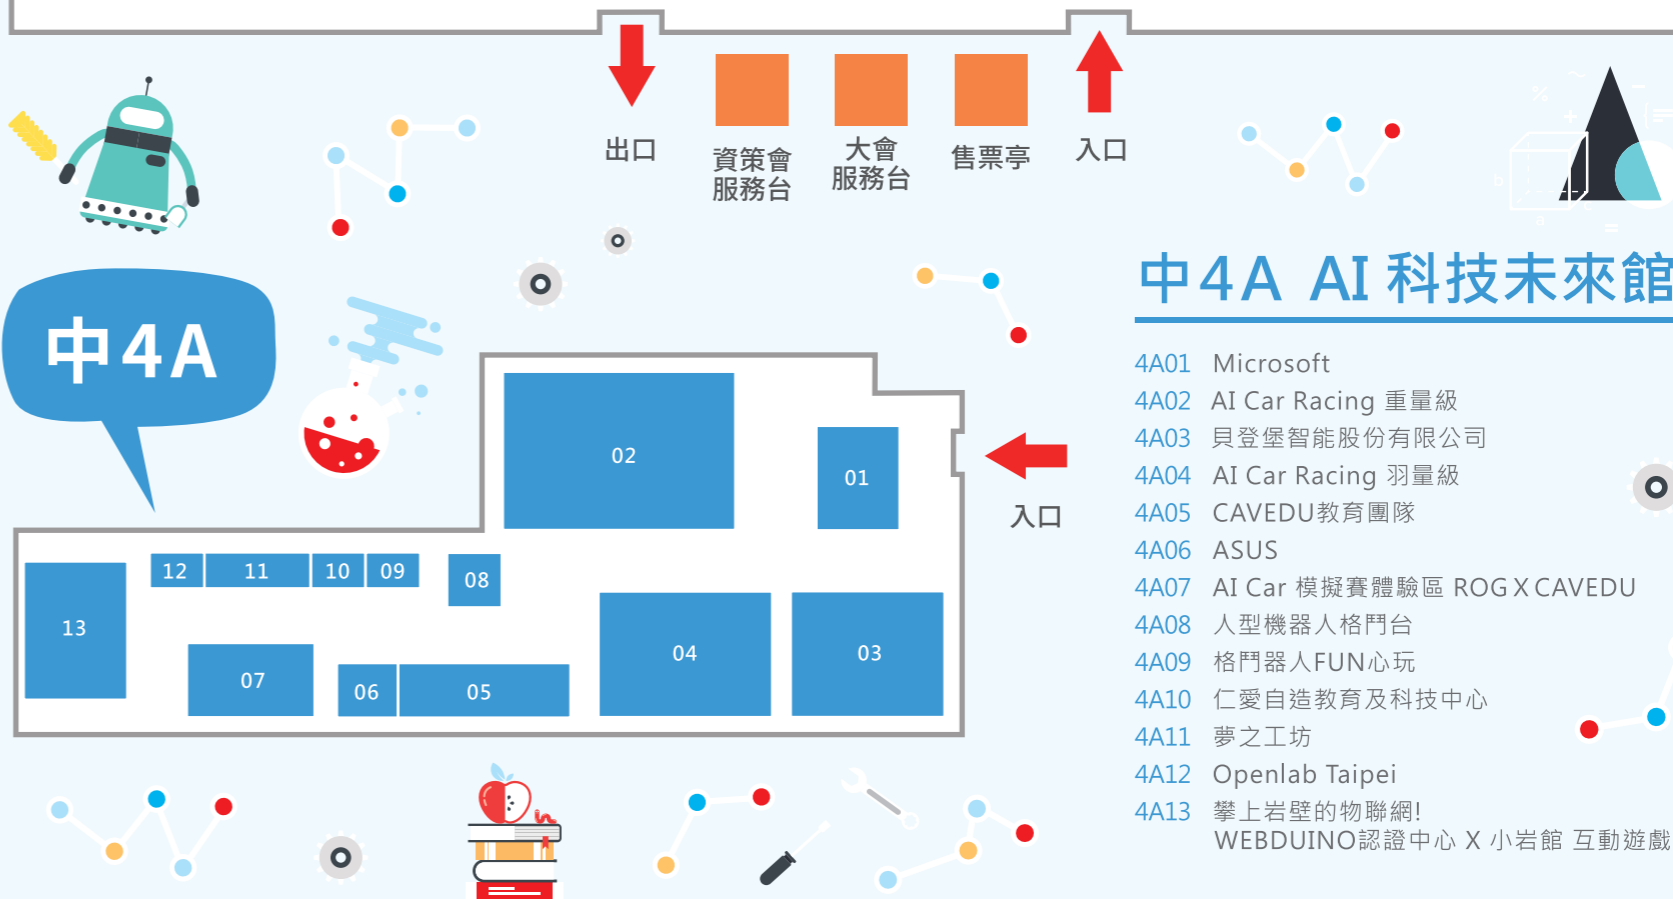 出口
資策會
服務台
大會
服務台
售票亭
入口
中4A
中4A AI 科技未來館
4A01 Microsoft
4A02 AI Car Racing 重量級
4A03 貝登堡智能股份有限公司
4A04 AI Car Racing 羽量級
4A05 CAVEDU教育團隊
4A06 ASUS
4A07 AI Car 模擬賽體驗區 ROG X CAVEDU
4A08 人型機器人格鬥台
4A09 格鬥器人FUN心玩
4A10 仁愛自造教育及科技中心
4A11 夢之工坊
4A12 Openlab Taipei
4A13 攀上岩壁的物聯網!
WEBDUINO認證中心 X 小岩館 互動遊戲
02
01
入口
12 11 10 09
08
13
07
06
05
04
03
%
+
=
b
a
=